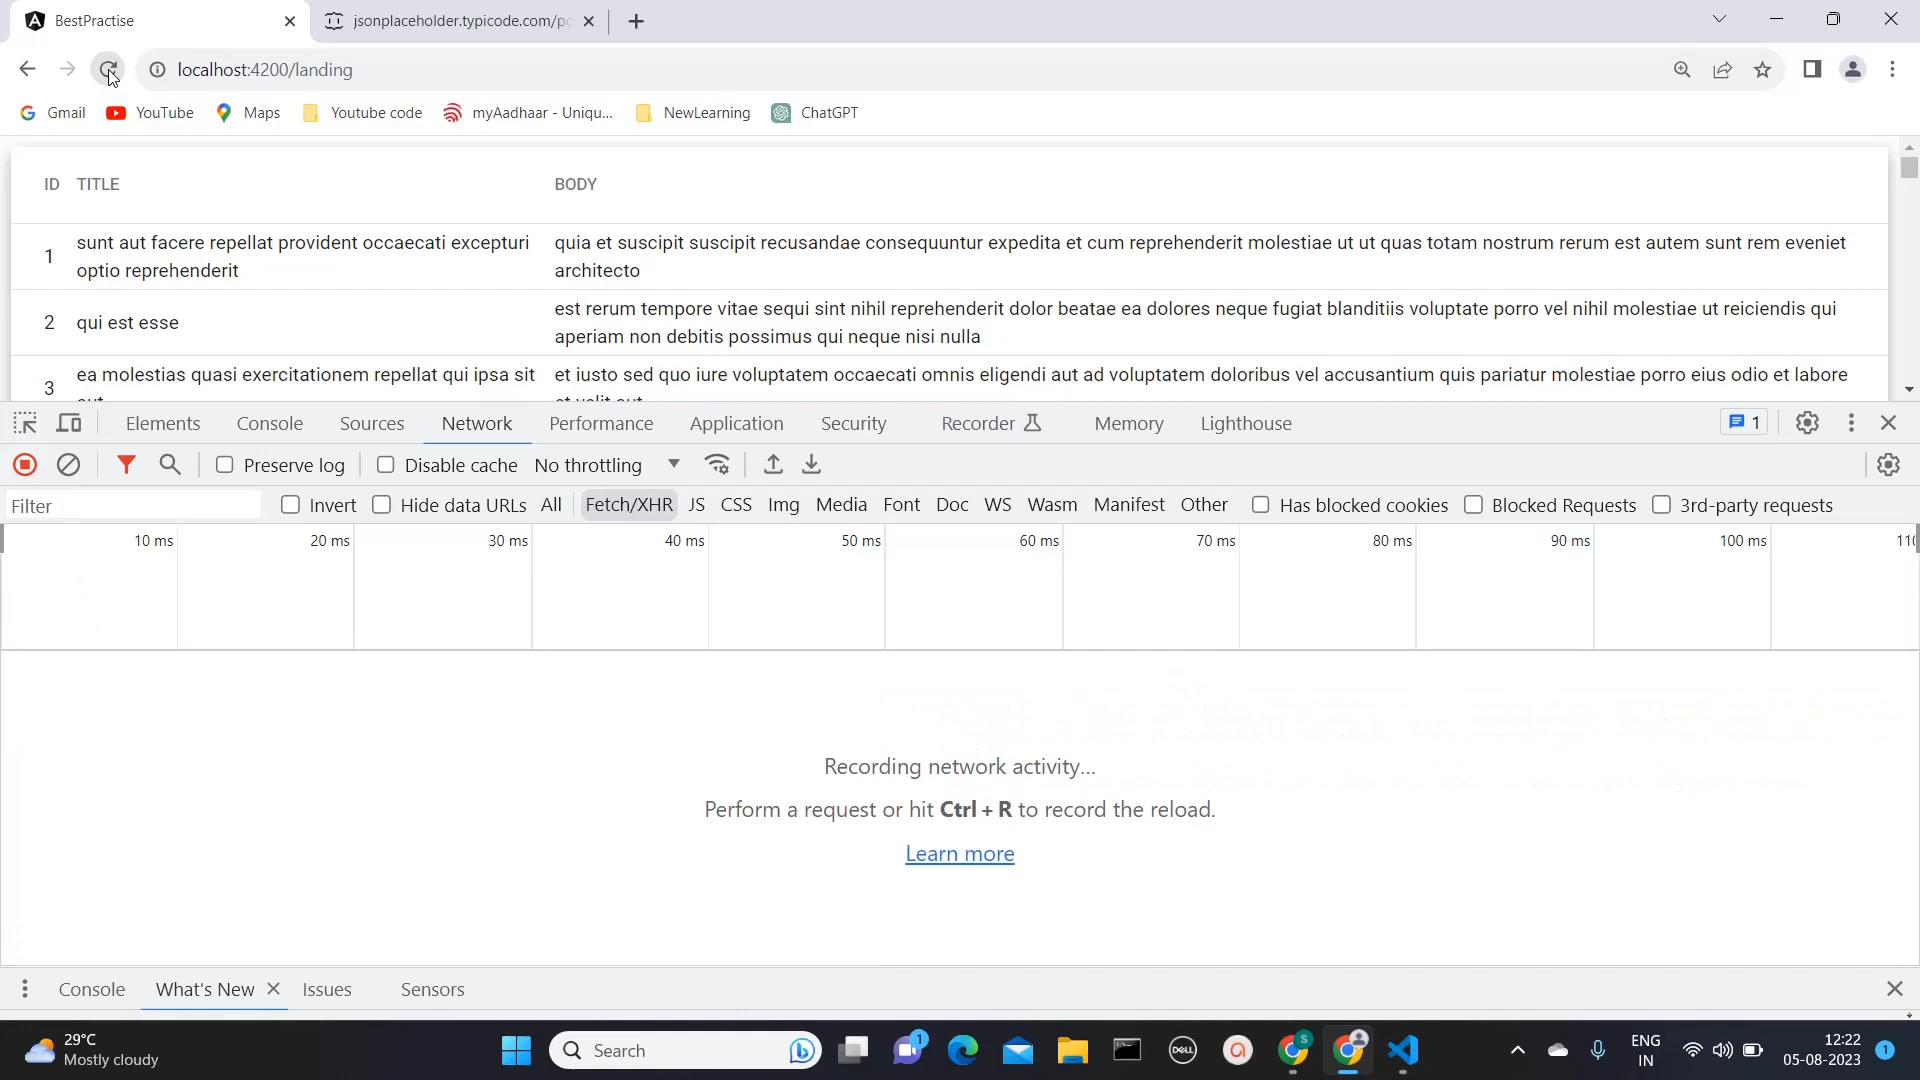 BestPractise
jsonplaceholder.typicode.com/po
localhost:4200/landing
Gmail YouTube Maps Youtube code myAadhaar - Uniqu... NewLearning ChatGPT
ID TITLE BODY
1 sunt aut facere repellat provident occaecati excepturi quia et suscipit suscipit recusandae consequuntur expedita et cum reprehenderit molestiae ut ut quas totam nostrum rerum est autem sunt rem eveniet
optio reprehenderit architecto
2 qui est esse est rerum tempore vitae sequi sint nihil reprehenderit dolor beatae ea dolores neque fugiat blanditiis voluptate porro vel nihil molestiae ut reiciendis qui
aperiam non debitis possimus qui neque nisi nulla
3 ea molestias quasi exercitationem repellat qui ipsa sit et iusto sed quo iure voluptatem occaecati omnis eligendi aut ad voluptatem doloribus vel accusantium quis pariatur molestiae porro eius odio et labore
Elements Console Sources Network Performance Application Security Recorder Memory Lighthouse 1
Preserve log Disable cache No throttling
Filter Invert Hide data URLs All Fetch/XHR JS CSS Img Media Font Doc WS Wasm Manifest Other Has blocked cookies Blocked Requests 3rd-party requests
10 ms 20 ms 30 ms 40 ms 50 ms 60 ms 70 ms 80 ms 90 ms 100 ms
Recording network activity...
Perform a request or hit Ctrl + R to record the reload.
Learn more
Console What's New Issues Sensors
29°C
Mostly cloudy
Search
1
DELL
S
ENG
IN
12:22
05-08-2023
1